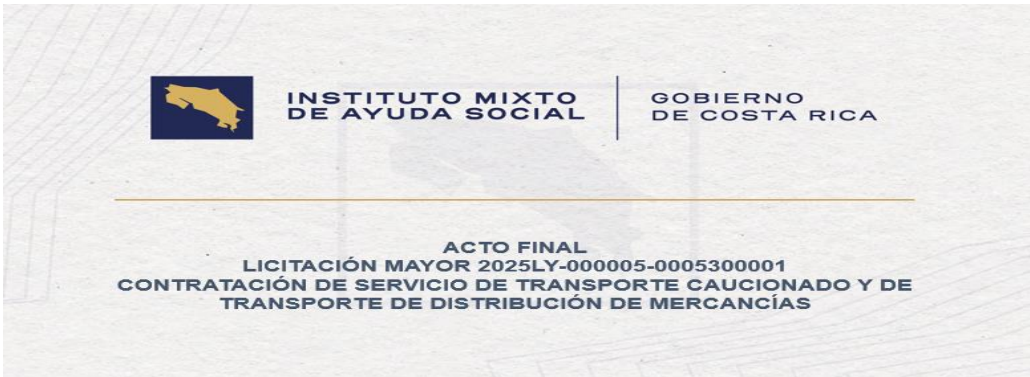 INSTITUTO MIXTO
DE AYUDA SOCIAL
GOBIERNO
DE COSTA RICA
ACTO FINAL
LICITACIÓN MAYOR 2025LY-000005-0005300001
CONTRATACIÓN DE SERVICIO DE TRANSPORTE CAUCIONADO Y DE
TRANSPORTE DE DISTRIBUCIÓN DE MERCANCÍAS